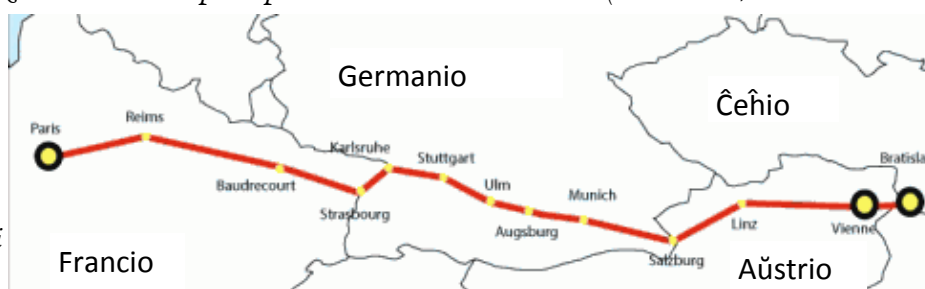 Germanio
Ĉeĥio
Reims
Paris
Karlsruhe
Stuttgart
Bratisla
Baudrecourt
Ulm
Munich
Strasbourg
Augsburg
Linz
Vienne
Salzburg
Francio
Aŭstrio